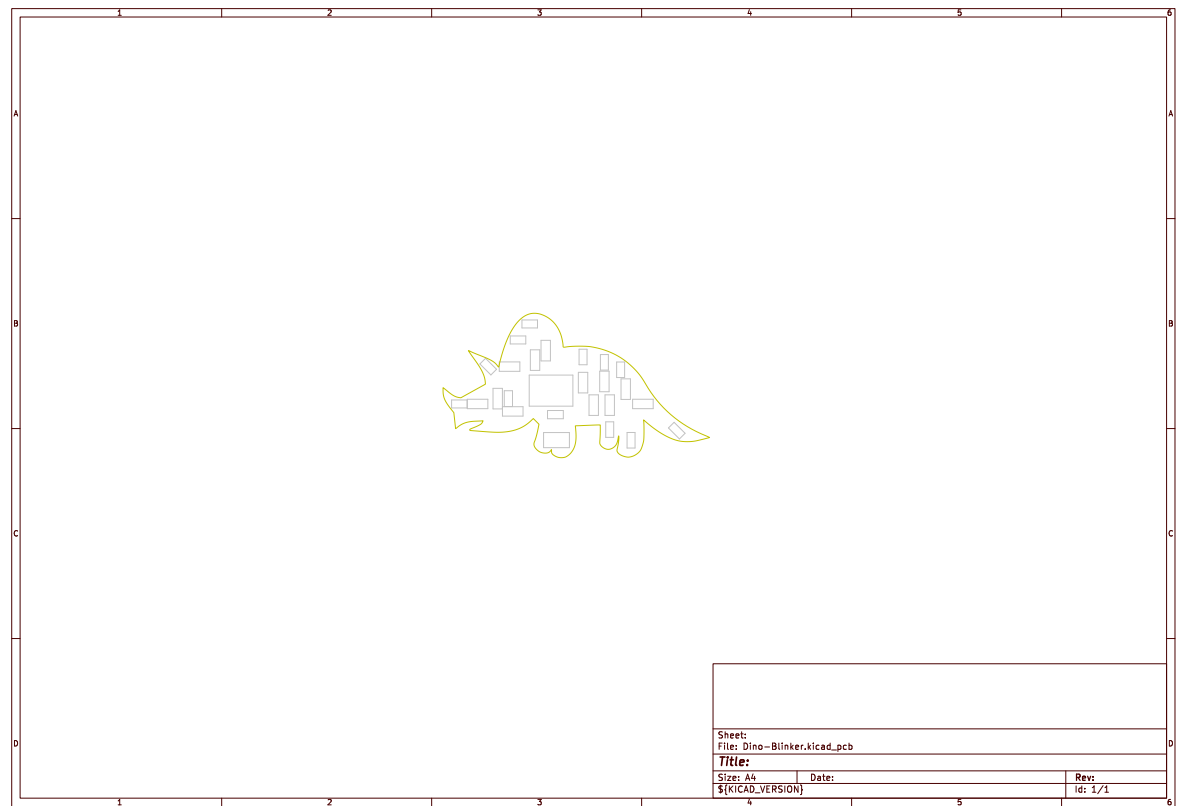 1 2 3 4 5 6
A A
B B
C C
D D
Sheet:
File: Dino-Blinker.kicad_pcb
Title:
Size: A4 Date: Rev:
${KICAD_VERSION} Id: 1/1
1 2 3 4 5 6